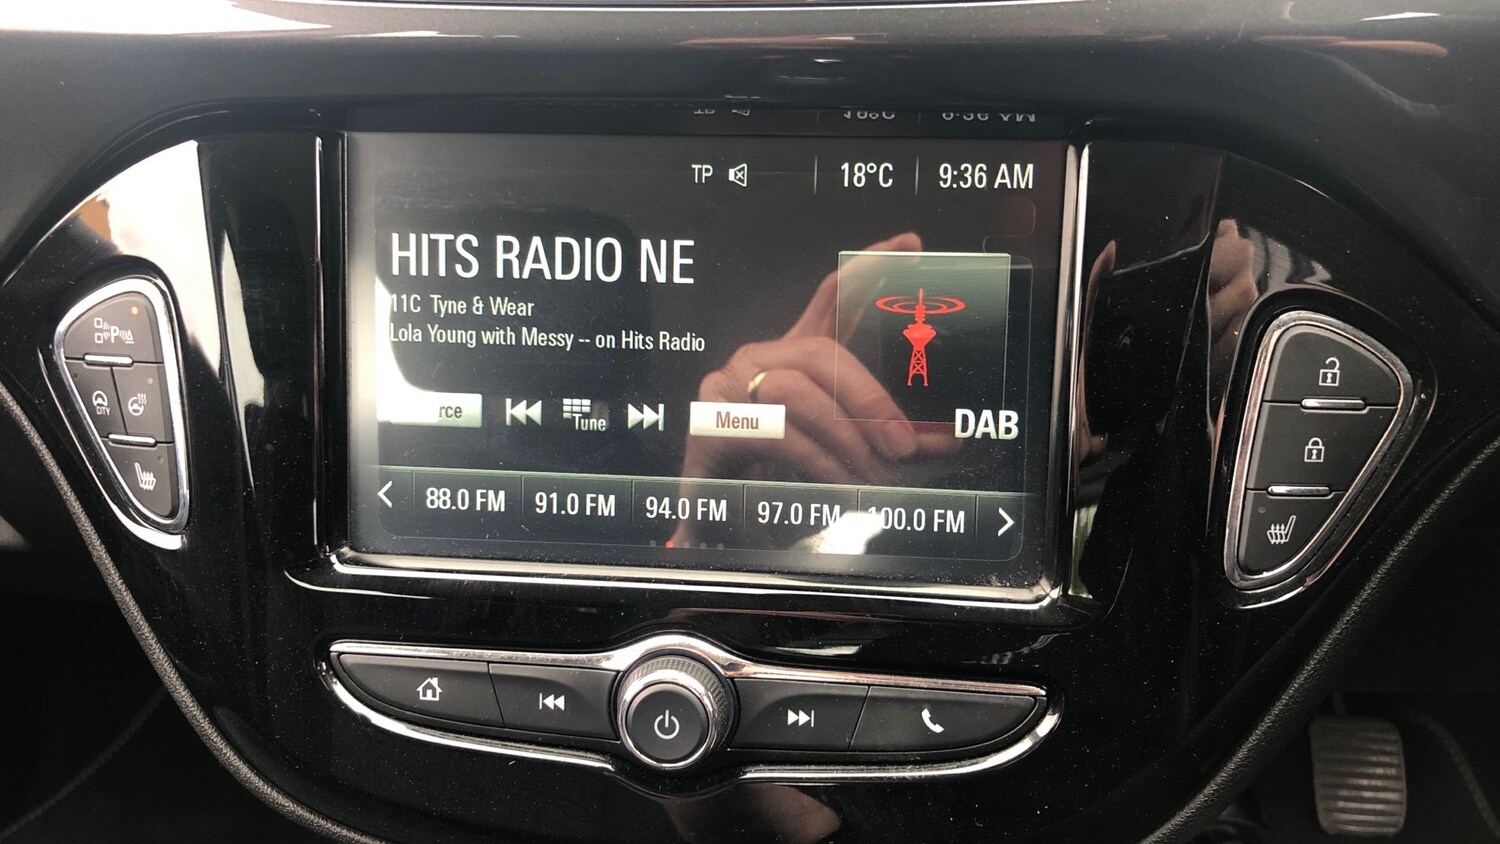 TP 18°C 9:36 AM
HITS RADIO NE
11C Tyne & Wear
Lola Young with Messy -- on Hits Radio
rce Tune Menu
DAB
88.0 FM 91.0 FM 94.0 FM 97.0 FM 100.0 FM
P
CITY